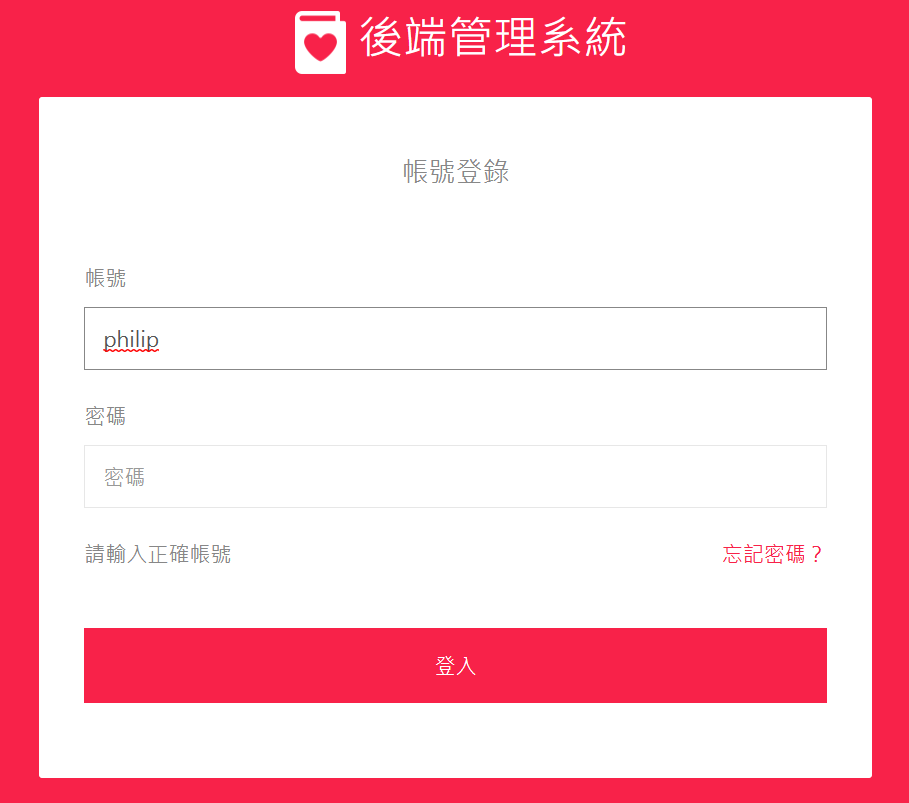 後端管理系統
帳號登錄
帳號
philip
密碼
密碼
請輸入正確帳號
忘記密碼？
登入